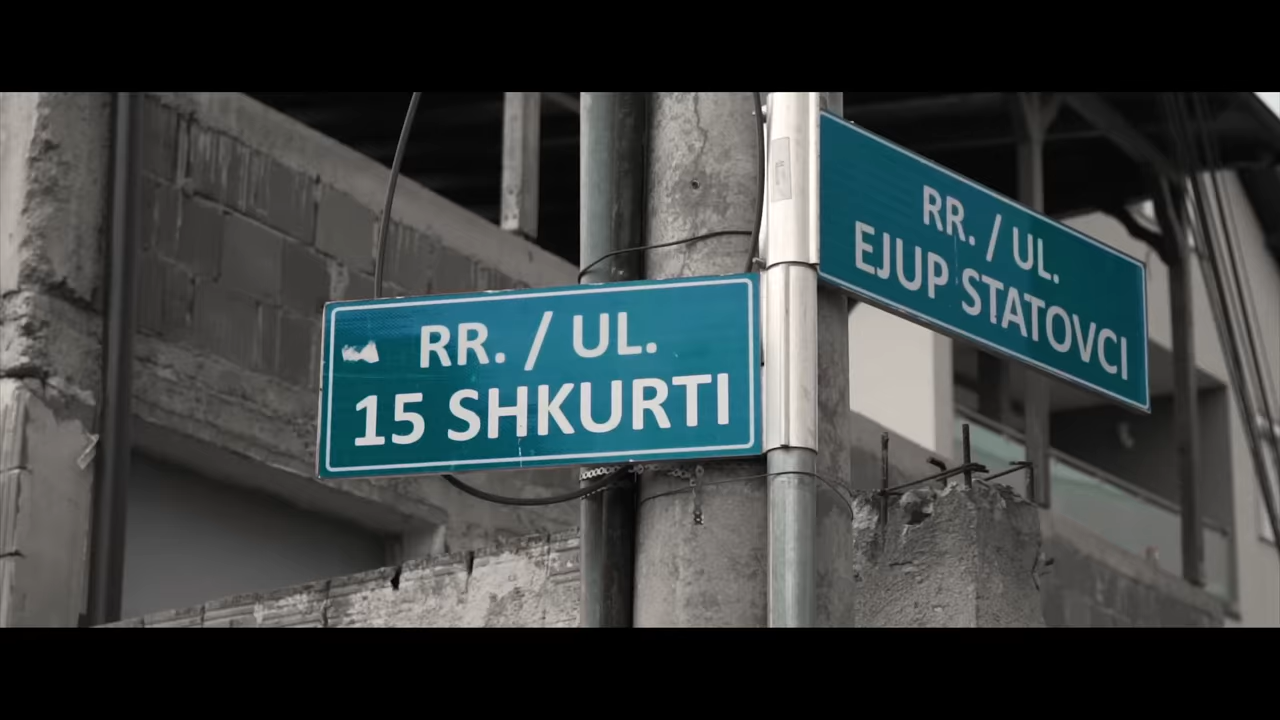 RR. / UL.
15 SHKURTI
RR. / UL.
EJUP STATOVCI